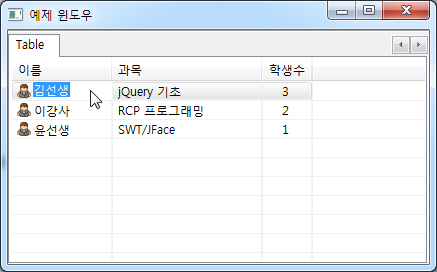 예제 윈도우
Table
이름 과목 학생수
김선생 jQuery 기초 3
이강사 RCP 프로그래밍 2
윤선생 SWT/JFace 1